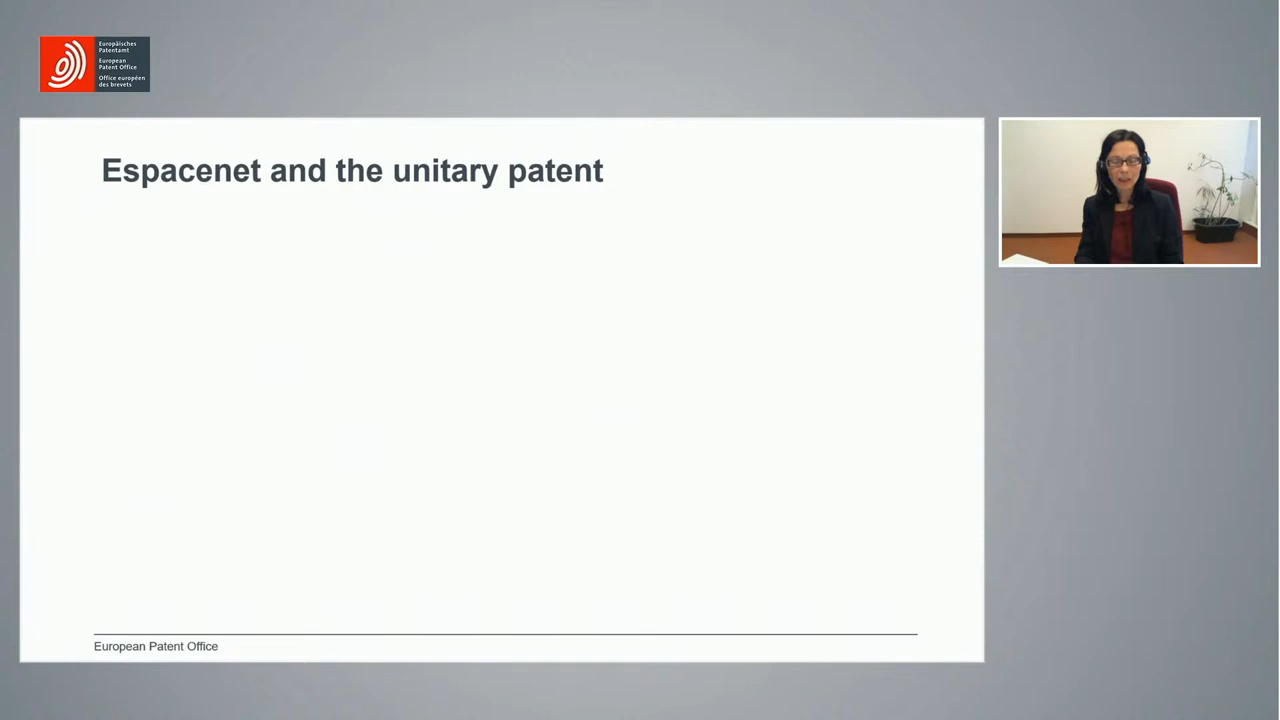 Europäisches
Patentamt
European
Patent Office
Office européen
des brevets
Espacenet and the unitary patent
European Patent Office